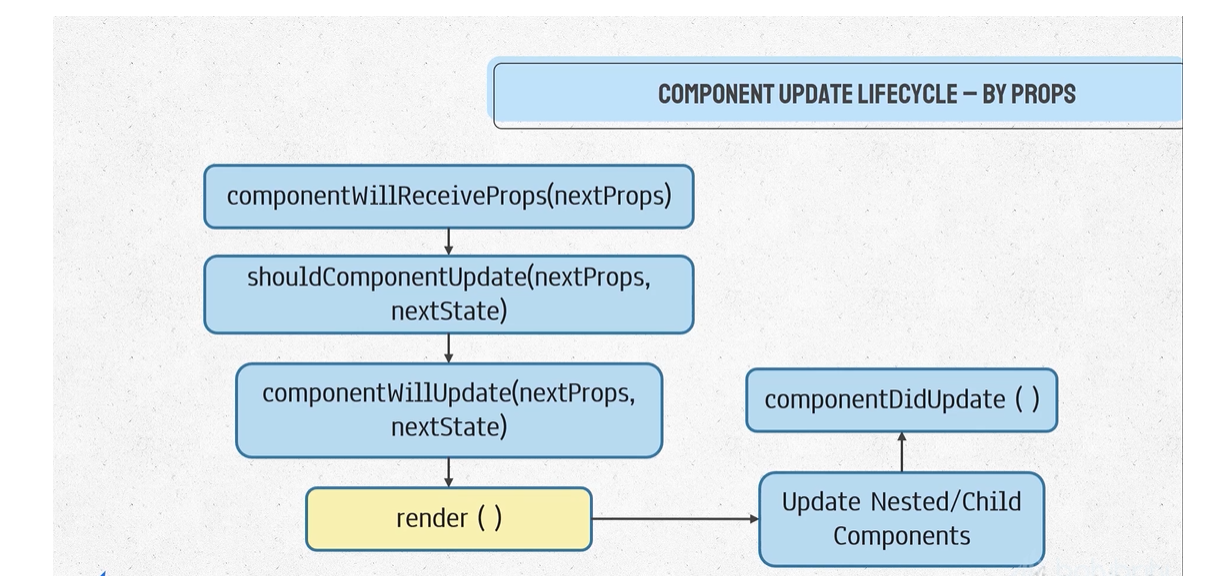 COMPONENT UPDATE LIFECYCLE – BY PROPS
componentWillReceiveProps(nextProps)
shouldComponentUpdate(nextProps,
nextState)
componentWillUpdate(nextProps,
nextState)
render ( )
Update Nested/Child
Components
componentDidUpdate ( )